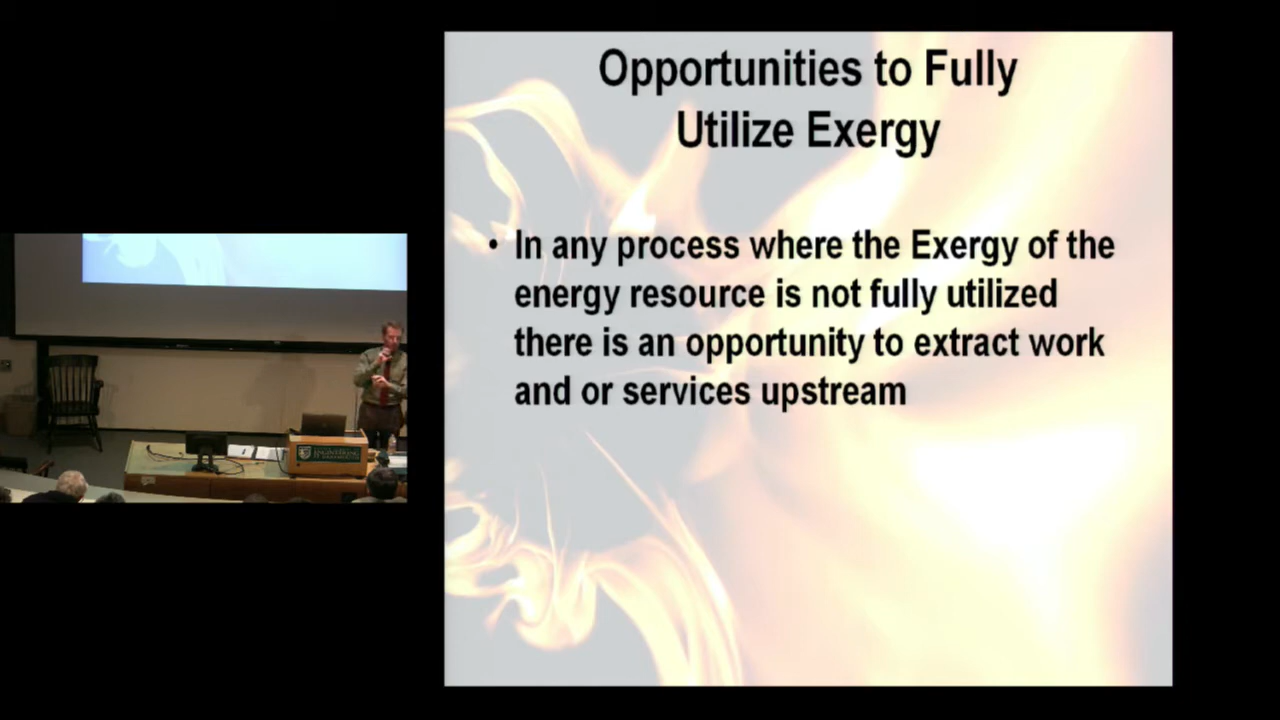 Opportunities to Fully
Utilize Exergy
• In any process where the Exergy of the
energy resource is not fully utilized
there is an opportunity to extract work
and or services upstream
ENGINEERING